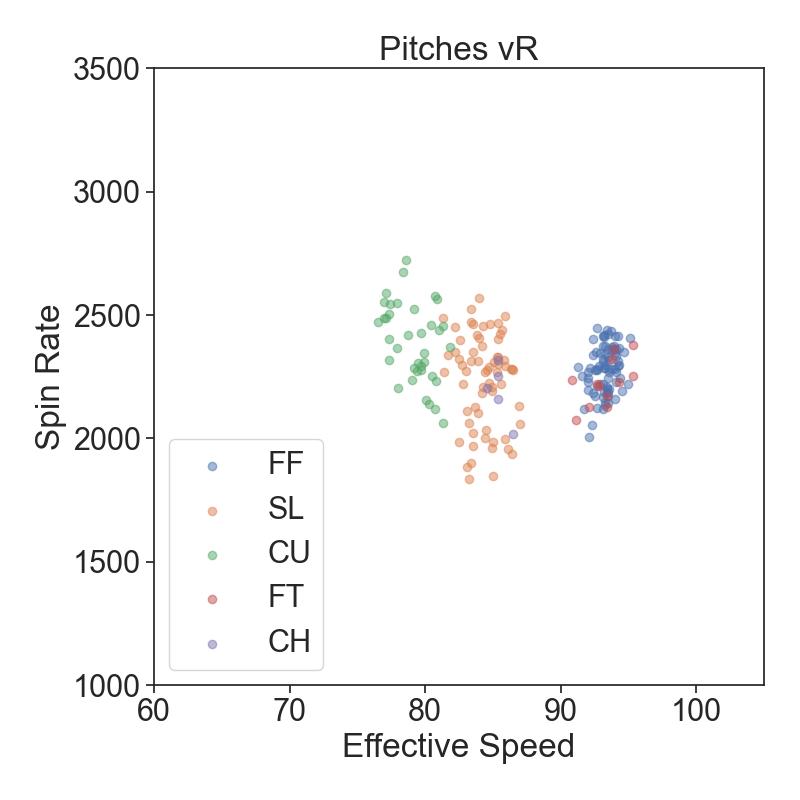 Pitches vR
3500
3000
2500
2000
1500
1000
Spin Rate
FF
SL
CU
FT
CH
60 70 80 90 100
Effective Speed